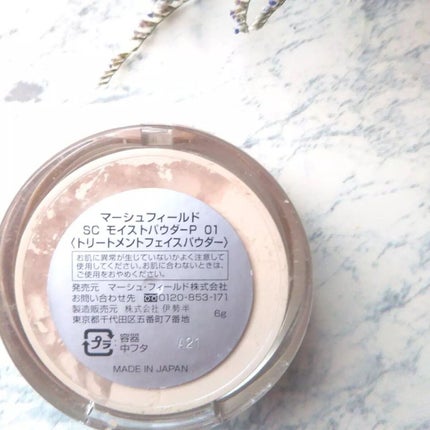 マーシュフィールド
SC モイストパウダーP 01
〈トリートメントフェイスパウダー〉
お肌に異常が生じていないかよく注意して
使用してください。お肌に合わないときは、
ご使用をおやめください。
発売元 マーシュ・フィールド株式会社
お問い合わせ先 0120-853-171
製造販売元 株式会社 伊勢半
東京都千代田区五番町7番地 6g
プラ 容器
中フタ
421
MADE IN JAPAN